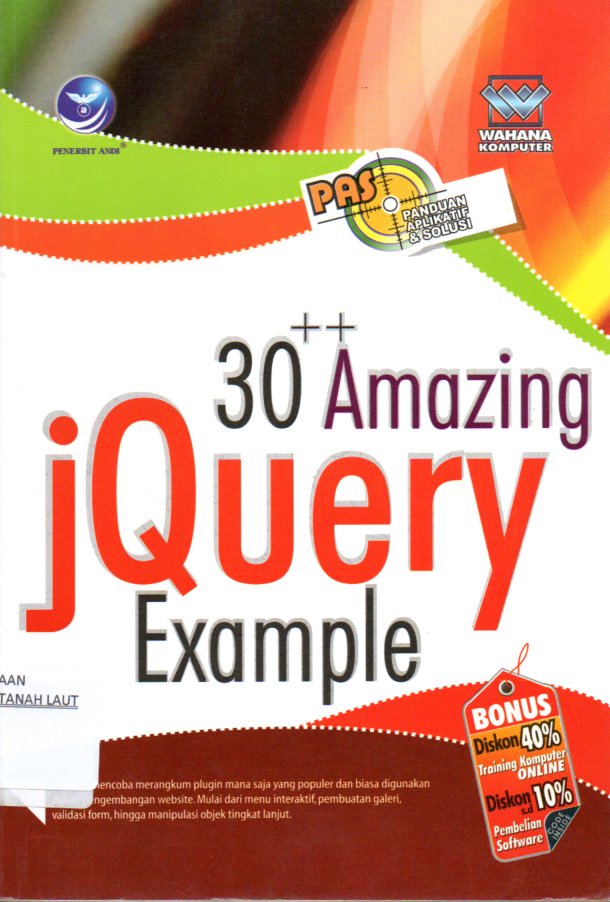 PENERBIT ANDI®
WAHANA
KOMPUTER
PAS
PANDUAN
APLIKATIF
& SOLUSI
30++ Amazing
jQuery
Example
AAN
TANAH LAUT
BONUS
Diskon 40%
Training Komputer
ONLINE
Diskon s.d 10%
Pembelian
Software
CODE
INSIDE
mencoba merangkum plugin mana saja yang populer dan biasa digunakan
pengembangan website. Mulai dari menu interaktif, pembuatan galeri,
validasi form, hingga manipulasi objek tingkat lanjut.